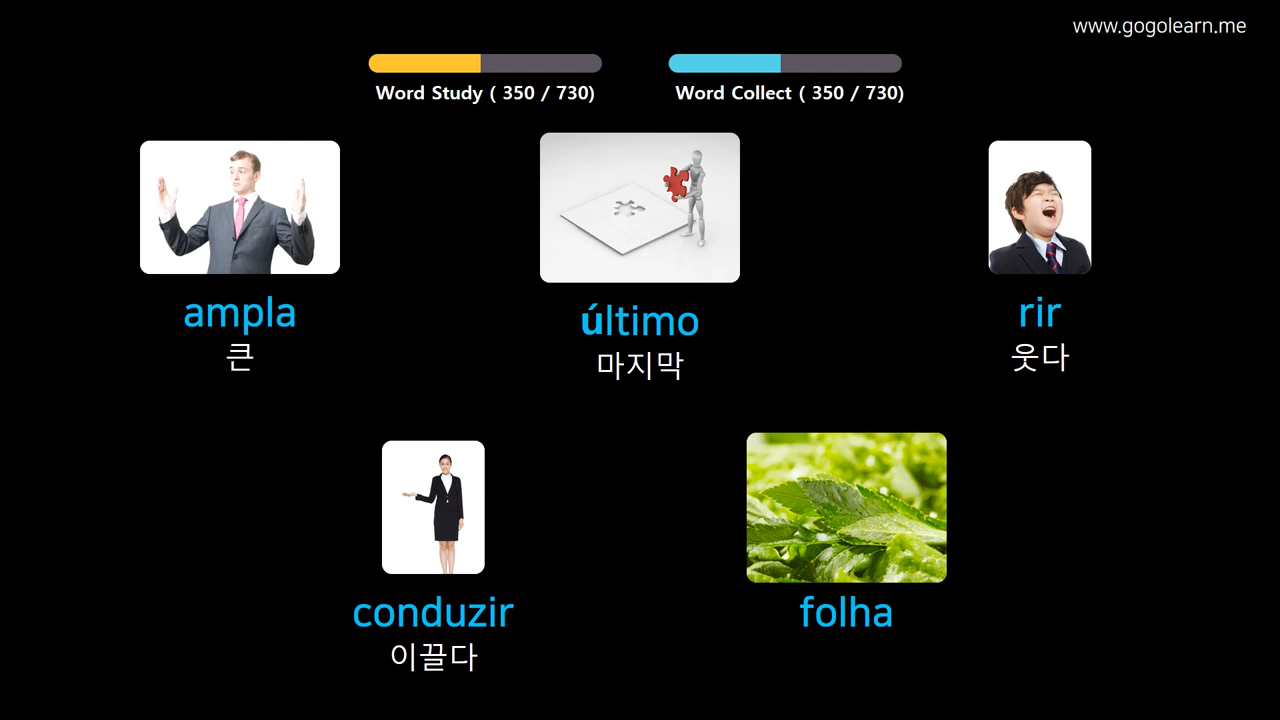 www.gogolearn.me
Word Study ( 350 / 730)
Word Collect ( 350 / 730)
ampla
큰
último
마지막
rir
웃다
conduzir
이끌다
folha